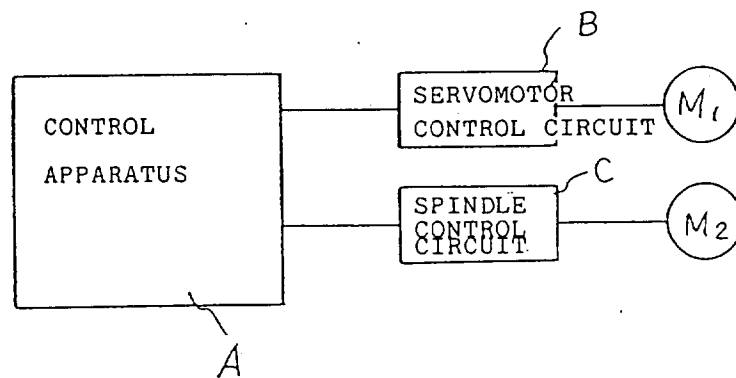 B
SERVOMOTOR
CONTROL CIRCUIT
M1
CONTROL
APPARATUS
C
SPINDLE
CONTROL
CIRCUIT
M2
A